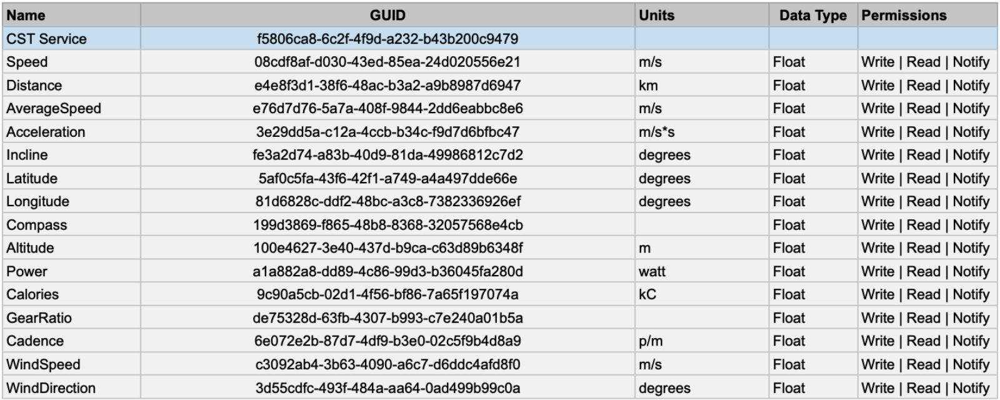 Name GUID Units Data Type Permissions
CST Service f5806ca8-6c2f-4f9d-a232-b43b200c9479
Speed 08cdf8af-d030-43ed-85ea-24d020556e21 m/s Float Write | Read | Notify
Distance e4e8f3d1-38f6-48ac-b3a2-a9b8987d6947 km Float Write | Read | Notify
AverageSpeed e76d7d76-5a7a-408f-9844-2dd6eabbc8e6 m/s Float Write | Read | Notify
Acceleration 3e29dd5a-c12a-4ccb-b34c-f9d7d6bfbc47 m/s*s Float Write | Read | Notify
Incline fe3a2d74-a83b-40d9-81da-49986812c7d2 degrees Float Write | Read | Notify
Latitude 5af0c5fa-43f6-42f1-a749-a4a497dde66e degrees Float Write | Read | Notify
Longitude 81d6828c-ddf2-48bc-a3c8-7382336926ef degrees Float Write | Read | Notify
Compass 199d3869-f865-48b8-8368-32057568e4cb Float Write | Read | Notify
Altitude 100e4627-3e40-437d-b9ca-c63d89b6348f m Float Write | Read | Notify
Power a1a882a8-dd89-4c86-99d3-b36045fa280d watt Float Write | Read | Notify
Calories 9c90a5cb-02d1-4f56-bf86-7a65f197074a kC Float Write | Read | Notify
GearRatio de75328d-63fb-4307-b993-c7e240a01b5a Float Write | Read | Notify
Cadence 6e072e2b-87d7-4df9-b3e0-02c5f9b4d8a9 p/m Float Write | Read | Notify
WindSpeed c3092ab4-3b63-4090-a6c7-d6ddc4afd8f0 m/s Float Write | Read | Notify
WindDirection 3d55cdfc-493f-484a-aa64-0ad499b99c0a degrees Float Write | Read | Notify